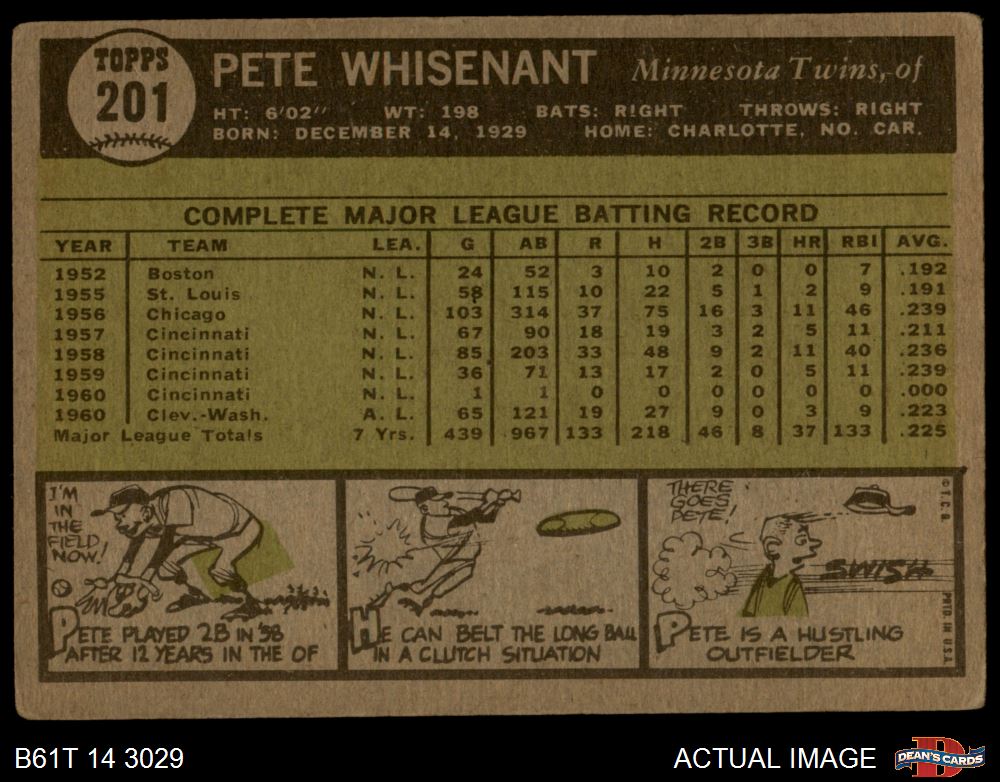 TOPPS
201
PETE WHISENANT Minnesota Twins, of
HT: 6'02" WT: 198 BATS: RIGHT THROWS: RIGHT
BORN: DECEMBER 14, 1929 HOME: CHARLOTTE, NO. CAR.
COMPLETE MAJOR LEAGUE BATTING RECORD
YEAR TEAM LEA. G AB R H 2B 3B HR RBI AVG.
1952 Boston N. L. 24 52 3 10 2 0 0 7 .192
1955 St. Louis N. L. 58 115 10 22 5 1 2 9 .191
1956 Chicago N. L. 103 314 37 75 16 3 11 46 .239
1957 Cincinnati N. L. 67 90 18 19 3 2 5 11 .211
1958 Cincinnati N. L. 85 203 33 48 9 2 11 40 .236
1959 Cincinnati N. L. 36 71 13 17 2 0 5 11 .239
1960 Cincinnati N. L. 1 1 0 0 0 0 0 0 .000
1960 Clev.-Wash. A. L. 65 121 19 27 9 0 3 9 .223
Major League Totals 7 Yrs. 439 967 133 218 46 8 37 133 .225
I'M
IN
THE
FIELD
NOW!
PETE PLAYED 2B IN '58
AFTER 12 YEARS IN THE OF
HE CAN BELT THE LONG BALL
IN A CLUTCH SITUATION
THERE
GOES
PETE!
SWISH
PETE IS A HUSTLING
OUTFIELDER
© T.C.G.
PRTD IN U.S.A.
B61T 14 3029
ACTUAL IMAGE
D
DEAN'S CARDS